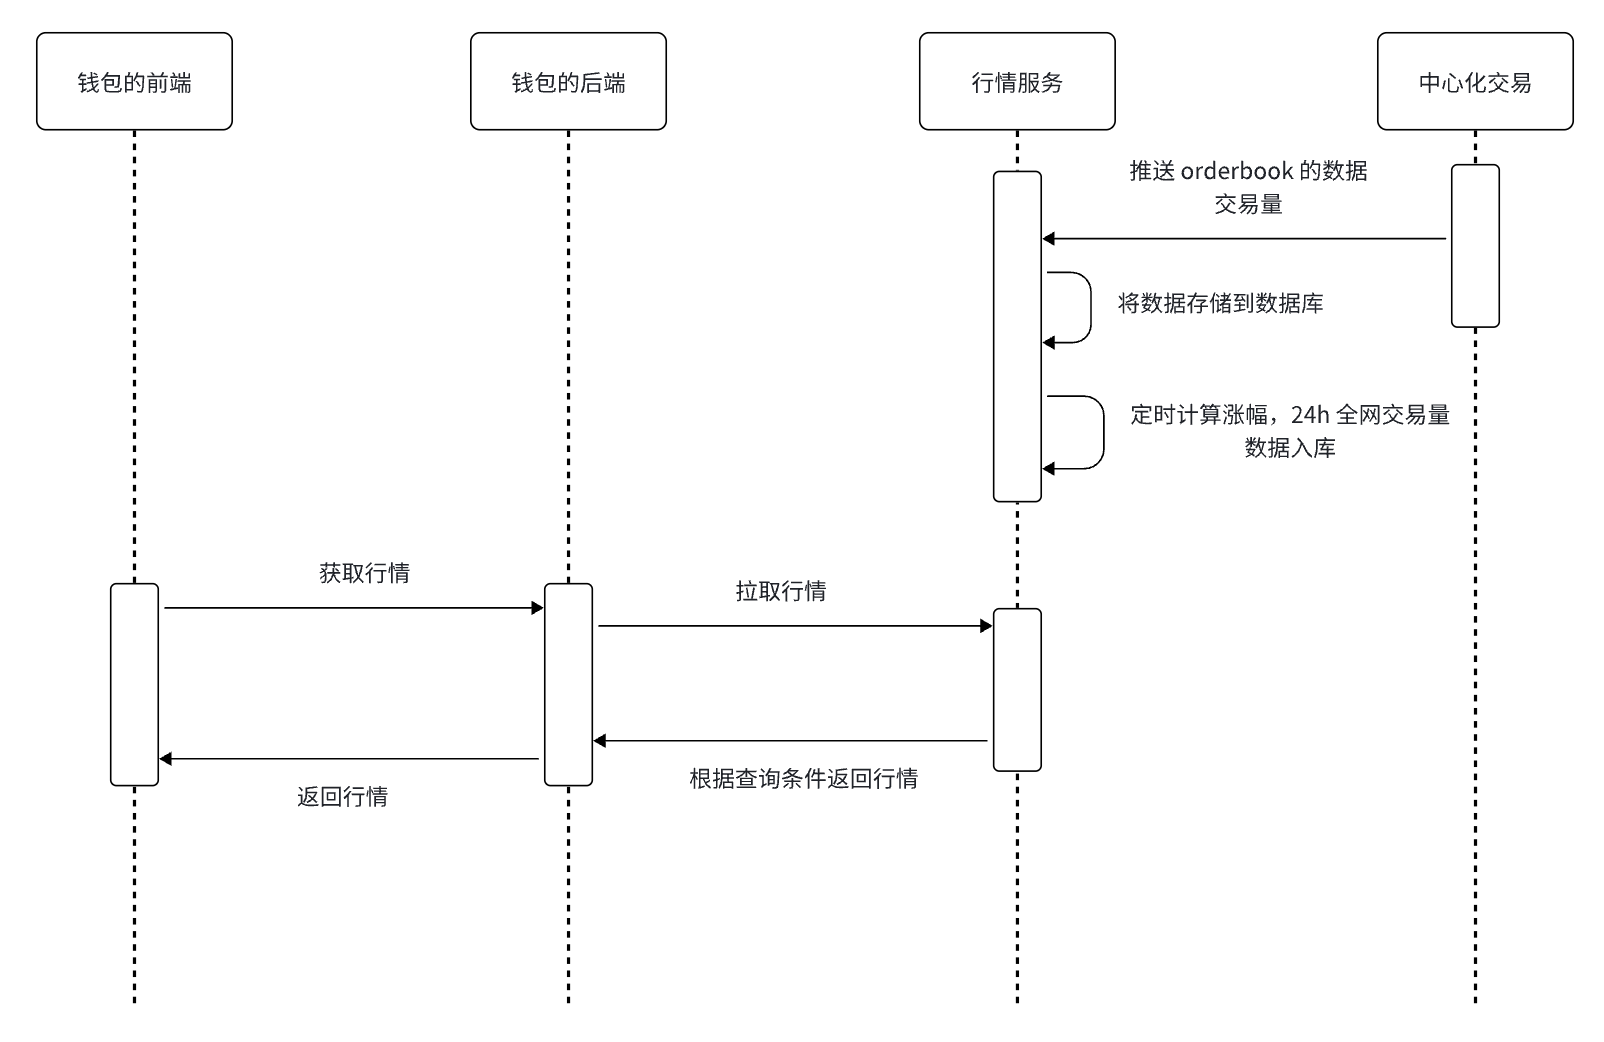 钱包的前端
钱包的后端
行情服务
中心化交易
推送 orderbook 的数据
交易量
将数据存储到数据库
定时计算涨幅，24h 全网交易量
数据入库
获取行情
拉取行情
根据查询条件返回行情
返回行情